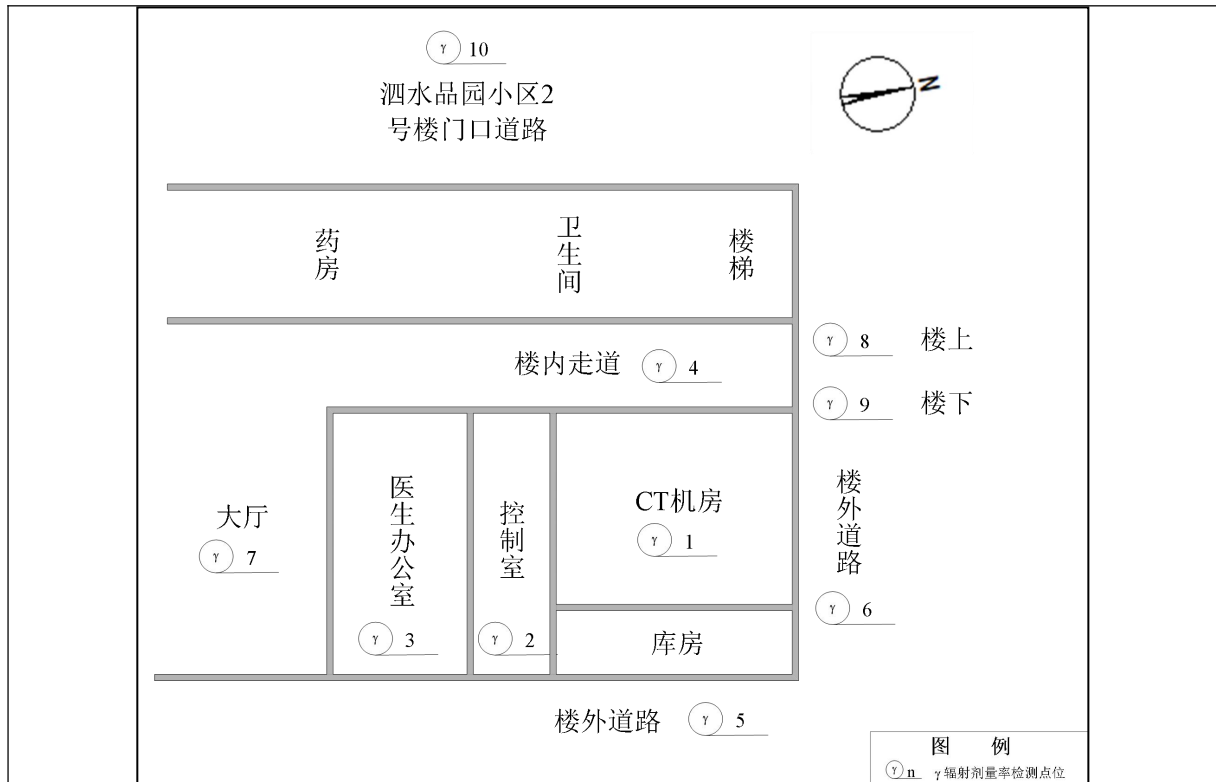 γ 10
泗水品园小区2
号楼门口道路
N
药房
卫生间
楼梯
楼内走道 γ 4
γ 8 楼上
γ 9 楼下
大厅
γ 7
医生办公室
γ 3
控制室
γ 2
CT机房
γ 1
库房
楼外道路
γ 6
楼外道路 γ 5
图 例
γ n γ辐射剂量率检测点位